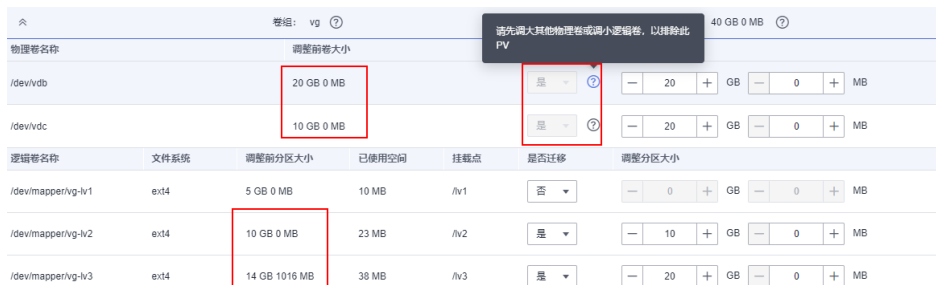 卷组: vg
40 GB 0 MB
请先调大其他物理卷或调小逻辑卷，以排除此
PV
物理卷名称 调整前卷大小
/dev/vdb 20 GB 0 MB 是 20 GB 0 MB
/dev/vdc 10 GB 0 MB 是 20 GB 0 MB
逻辑卷名称 文件系统 调整前分区大小 已使用空间 挂载点 是否迁移 调整分区大小
/dev/mapper/vg-lv1 ext4 5 GB 0 MB 10 MB /lv1 否 0 GB 0 MB
/dev/mapper/vg-lv2 ext4 10 GB 0 MB 23 MB /lv2 是 10 GB 0 MB
/dev/mapper/vg-lv3 ext4 14 GB 1016 MB 38 MB /lv3 是 20 GB 0 MB